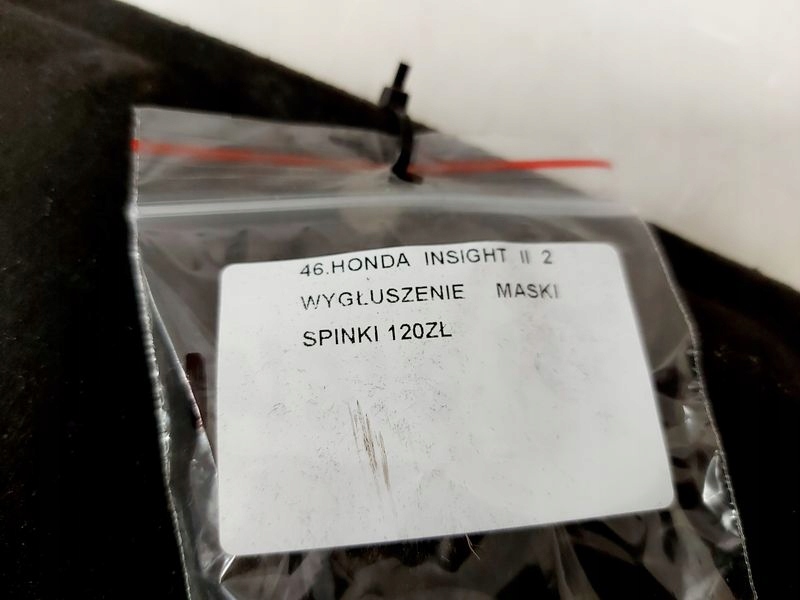 46.HONDA INSIGHT II 2
WYGŁUSZENIE MASKI
SPINKI 120ZŁ